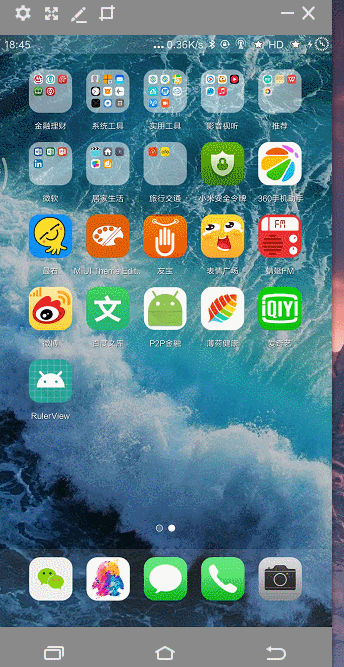 18:45
...0.36K/s
HD
金融理财 系统工具 实用工具 影音视听 推荐
微软 居家生活 旅行交通 小米安全令牌 360手机助手
MIUI Theme Edit.. 友宝 表情广场 蜻蜓FM
FM
微博 百度文库 P2P金融 薄荷健康 爱奇艺
文
iQIYI
RulerView